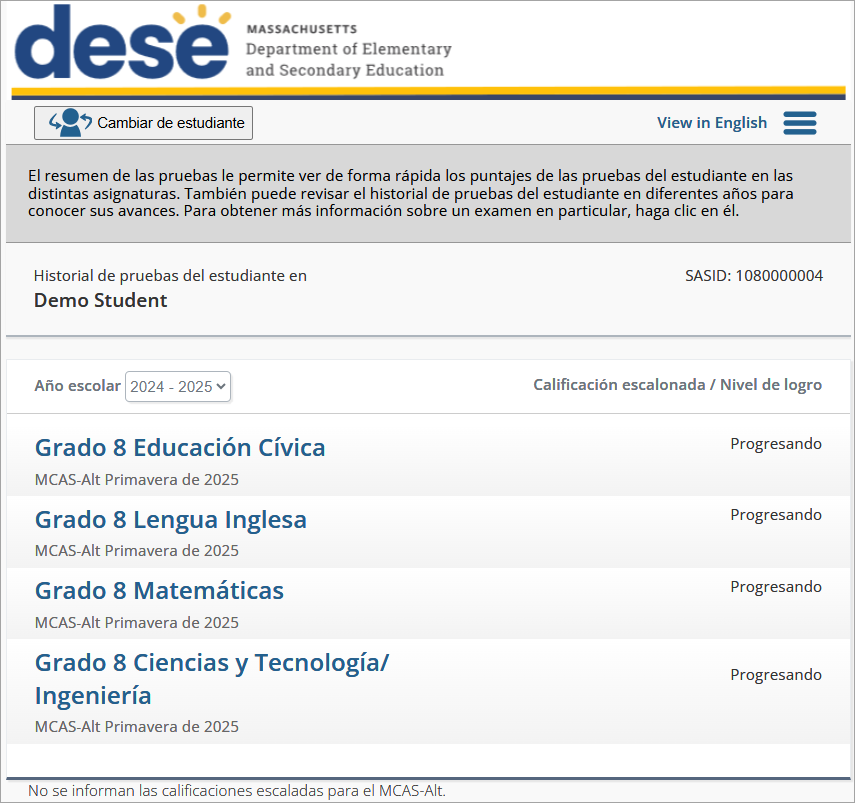 dese
MASSACHUSETTS
Department of Elementary
and Secondary Education
Cambiar de estudiante
View in English
El resumen de las pruebas le permite ver de forma rápida los puntajes de las pruebas del estudiante en las
distintas asignaturas. También puede revisar el historial de pruebas del estudiante en diferentes años para
conocer sus avances. Para obtener más información sobre un examen en particular, haga clic en él.
Historial de pruebas del estudiante en
SASID: 1080000004
Demo Student
Año escolar 2024 - 2025
Calificación escalonada / Nivel de logro
Grado 8 Educación Cívica
Progresando
MCAS-Alt Primavera de 2025
Grado 8 Lengua Inglesa
Progresando
MCAS-Alt Primavera de 2025
Grado 8 Matemáticas
Progresando
MCAS-Alt Primavera de 2025
Grado 8 Ciencias y Tecnología/
Ingeniería
Progresando
MCAS-Alt Primavera de 2025
No se informan las calificaciones escaladas para el MCAS-Alt.